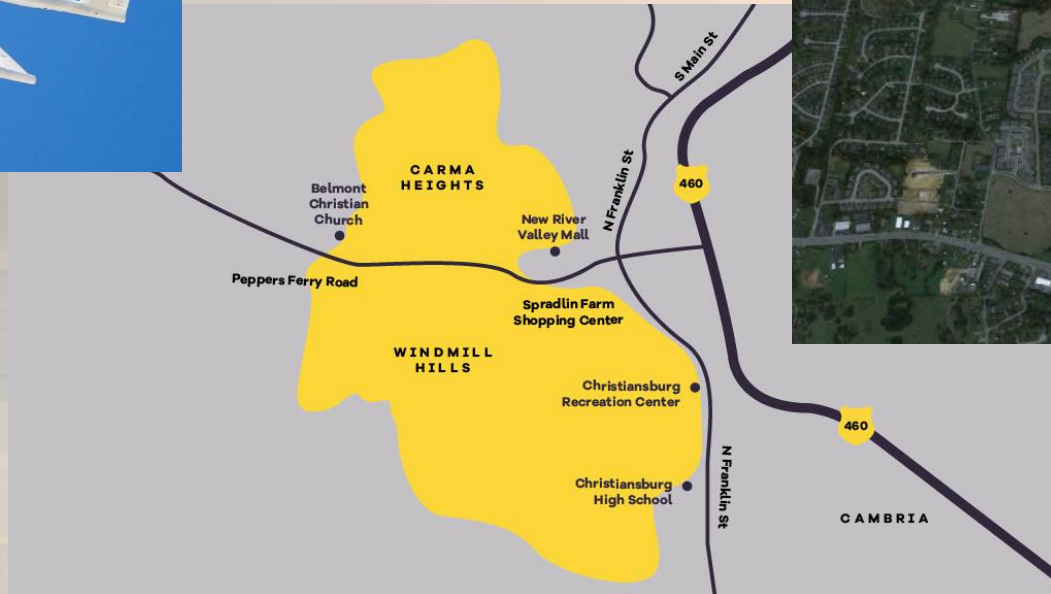 S Main St
N Franklin St
460
CARMA
HEIGHTS
Belmont
Christian
Church
New River
Valley Mall
Peppers Ferry Road
Spradlin Farm
Shopping Center
WINDMILL
HILLS
Christiansburg
Recreation Center
460
N Franklin St
Christiansburg
High School
CAMBRIA